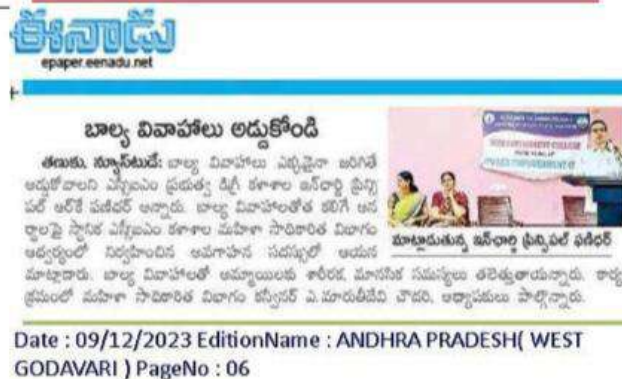 ఈనాడు
epaper.eenadu.net
బాల్య వివాహాలు అడ్డుకోండి
తణుకు, న్యూస్‌టుడే: బాల్య వివాహాలు ఎక్కడైనా జరిగితే
అడ్డుకోవాలని ఎస్కేఎం ప్రభుత్వ డిగ్రీ కళాశాల ఇన్‌ఛార్జి ప్రిన్సి
పల్ ఆర్‌కె ఫణిధర్ అన్నారు. బాల్య వివాహాలతో కలిగే అన
ర్థాలపై స్థానిక ఎస్కేఎం కళాశాల మహిళా సాధికారిత విభాగం
ఆధ్వర్యంలో నిర్వహించిన అవగాహన సదస్సులో ఆయన
మాట్లాడారు. బాల్య వివాహాలతో అమ్మాయిలకు శారీరక, మానసిక సమస్యలు తలెత్తుతాయన్నారు. కార్య
క్రమంలో మహిళా సాధికారిత విభాగం కన్వీనర్ ఎ.మారుతీదేవి చౌదరి, అధ్యాపకులు పాల్గొన్నారు.
మాట్లాడుతున్న ఇన్‌ఛార్జి ప్రిన్సిపల్ ఫణిధర్
Date : 09/12/2023 EditionName : ANDHRA PRADESH( WEST
GODAVARI ) PageNo : 06